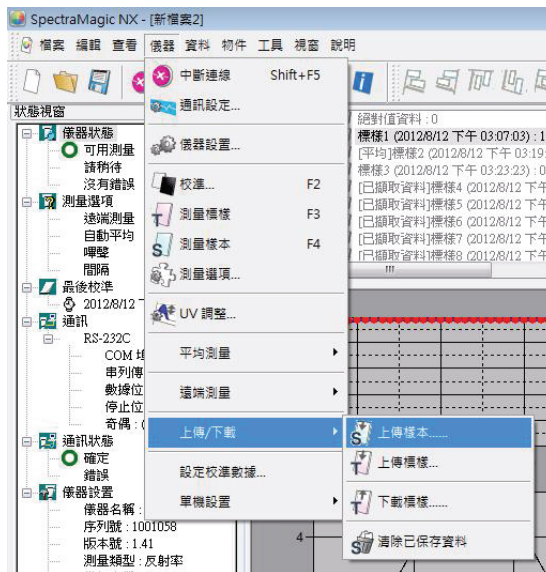 SpectraMagic NX - [新檔案2]
檔案 編輯 查看 儀器 資料 物件 工具 視窗 說明
狀態視窗
儀器狀態
可用測量
請稍待
沒有錯誤
測量選項
遠端測量
自動平均
嗶聲
間隔
最後校準
2012/8/12
通訊
RS-232C
COM
串列傳
數據位
停止位
奇偶 : (
通訊狀態
確定
錯誤
儀器設置
儀器名稱 :
序列號 : 1001058
版本號 : 1.41
測量類型 : 反射率
中斷連線 Shift+F5
通訊設定...
儀器設置...
校準... F2
測量標樣 F3
測量樣本 F4
測量選項...
UV 調整...
平均測量
遠端測量
上傳/下載
設定校準數據...
單機設置
上傳樣本......
上傳標樣...
下載標樣......
清除已保存資料
絕對值資料 : 0
標樣1 (2012/8/12 下午 03:07:03) : 1
[平均]標樣2 (2012/8/12 下午 03:19:
標樣3 (2012/8/12 下午 03:23:23) : 0
[已擷取資料]標樣4 (2012/8/12 下午
[已擷取資料]標樣5 (2012/8/12 下午
[已擷取資料]標樣6 (2012/8/12 下午
[已擷取資料]標樣7 (2012/8/12 下午
[已擷取資料]標樣8 (2012/8/12 下午
4